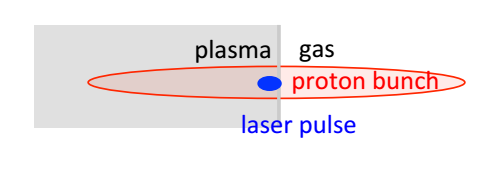 plasma gas
proton bunch
laser pulse